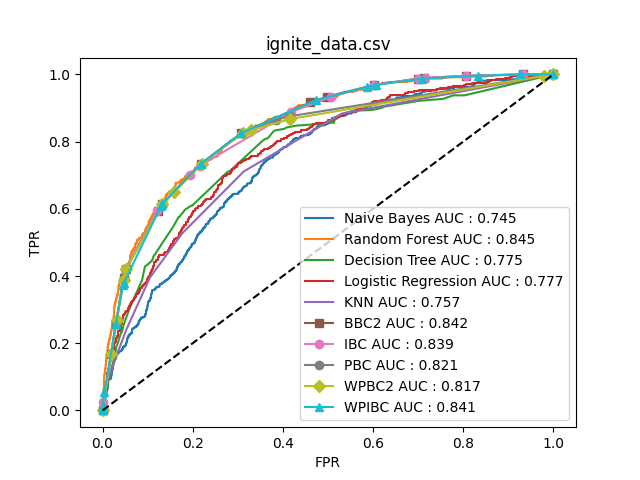 ignite_data.csv
TPR
1.0
0.8
0.6
0.4
0.2
0.0
Naive Bayes AUC : 0.745
Random Forest AUC : 0.845
Decision Tree AUC : 0.775
Logistic Regression AUC : 0.777
KNN AUC : 0.757
BBC2 AUC : 0.842
IBC AUC : 0.839
PBC AUC : 0.821
WPBC2 AUC : 0.817
WPIBC AUC : 0.841
0.0 0.2 0.4 0.6 0.8 1.0
FPR